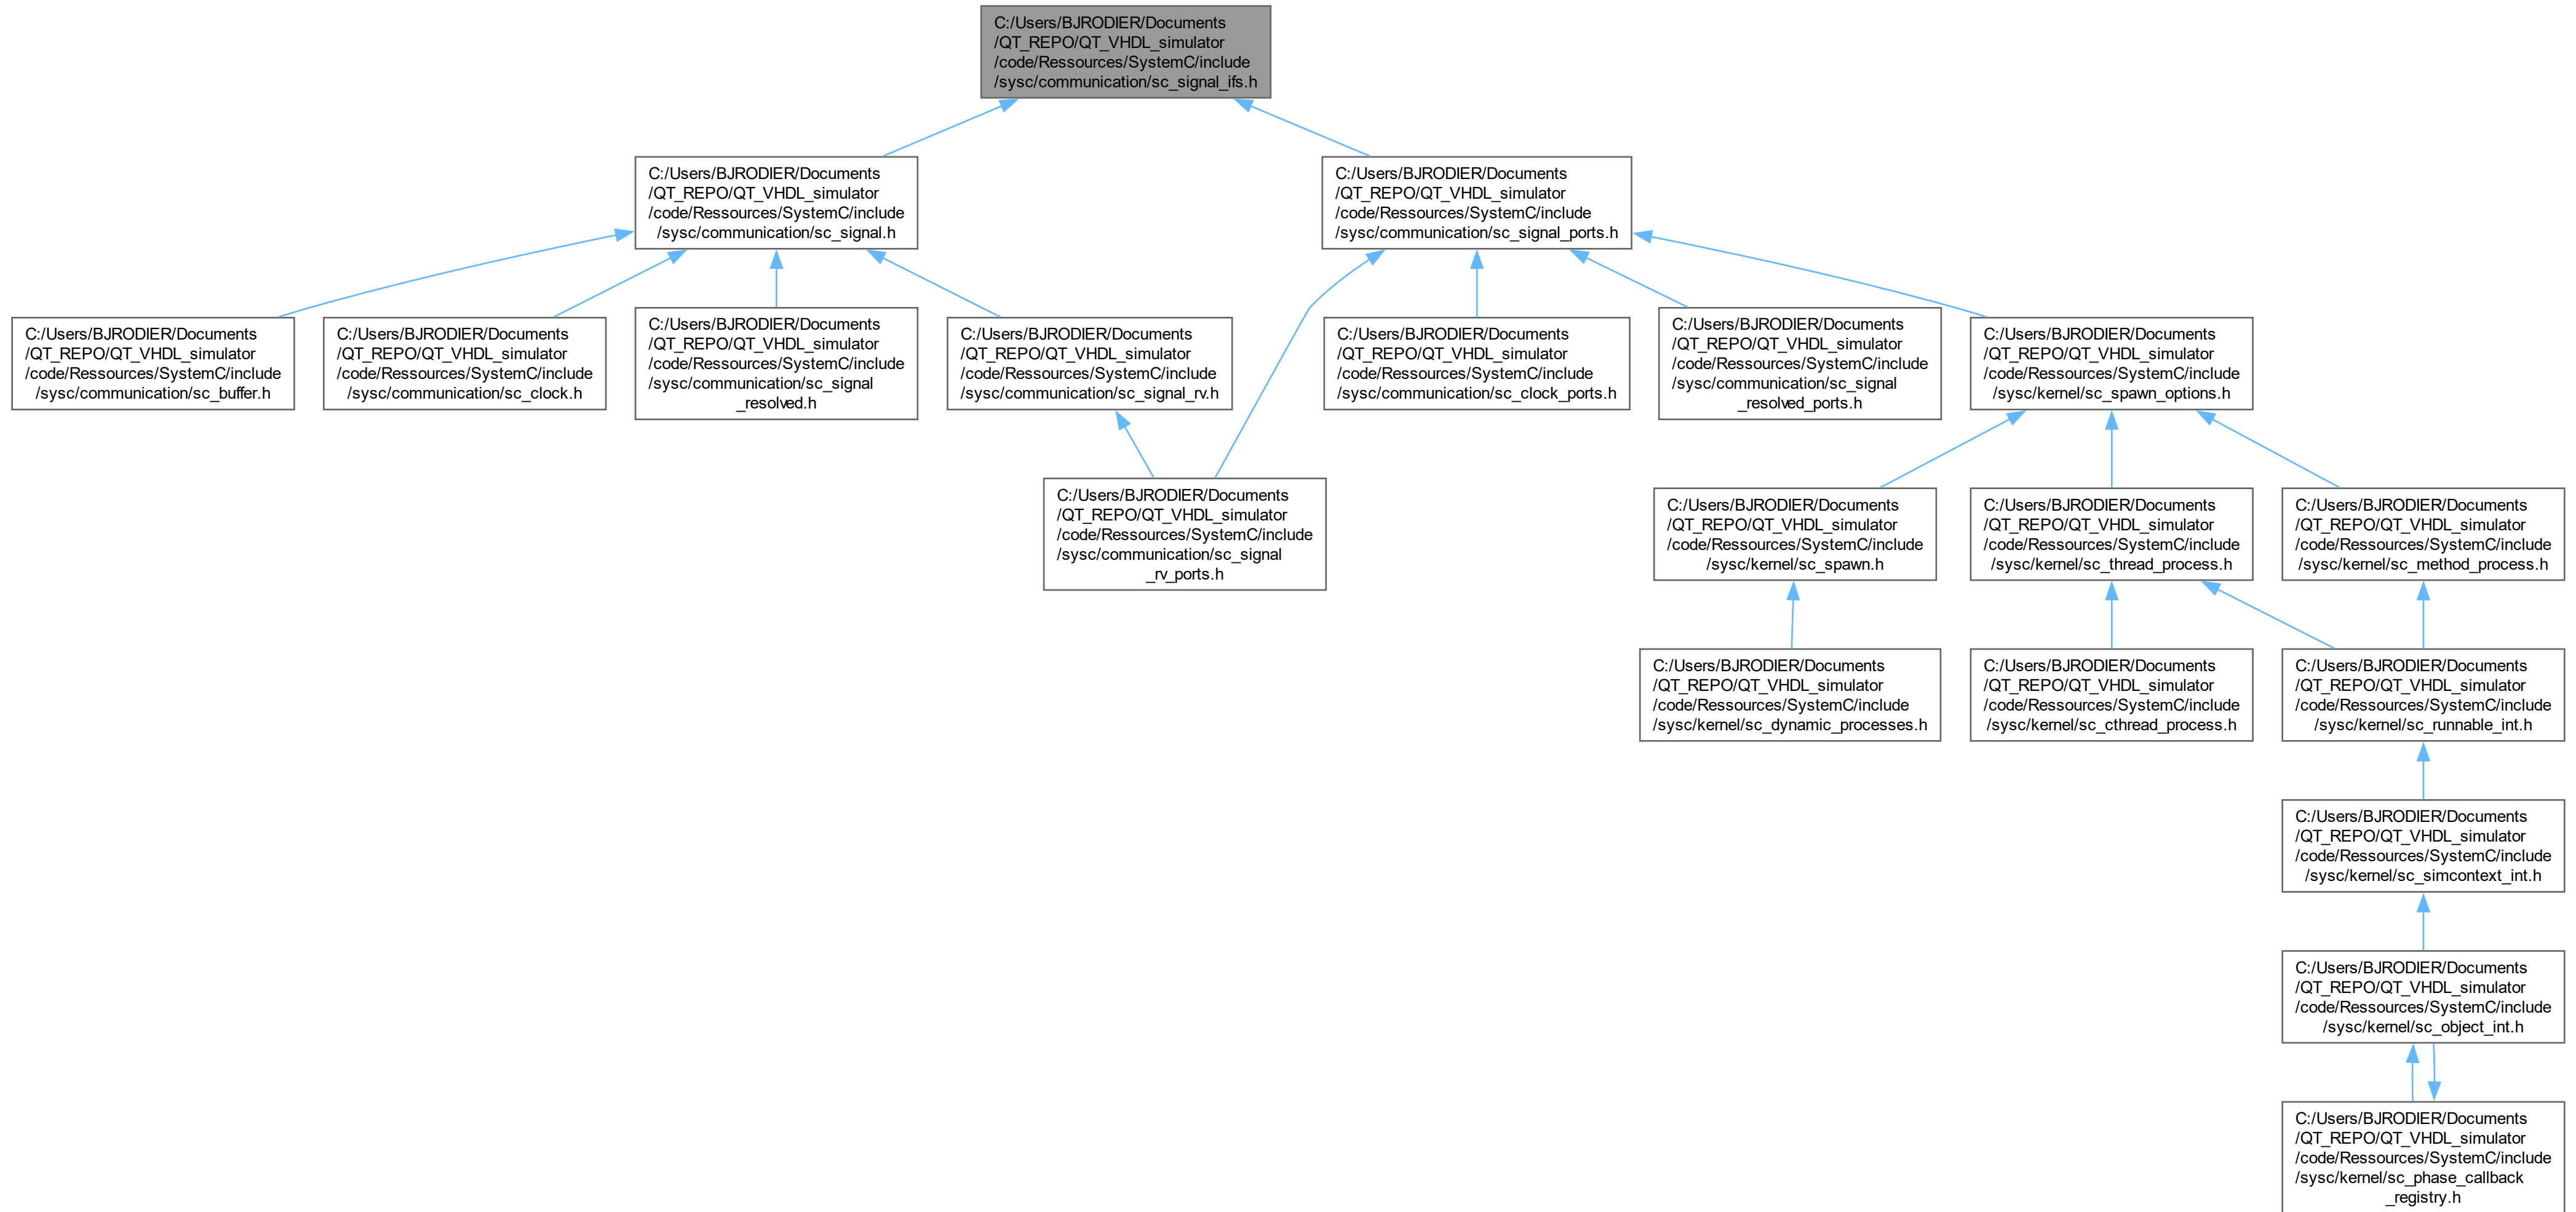 C:/Users/BJRODIER/Documents
/QT_REPO/QT_VHDL_simulator
/code/Ressources/SystemC/include
/sysc/communication/sc_signal_ifs.h
C:/Users/BJRODIER/Documents
/QT_REPO/QT_VHDL_simulator
/code/Ressources/SystemC/include
/sysc/communication/sc_signal.h
C:/Users/BJRODIER/Documents
/QT_REPO/QT_VHDL_simulator
/code/Ressources/SystemC/include
/sysc/communication/sc_signal_ports.h
C:/Users/BJRODIER/Documents
/QT_REPO/QT_VHDL_simulator
/code/Ressources/SystemC/include
/sysc/communication/sc_buffer.h
C:/Users/BJRODIER/Documents
/QT_REPO/QT_VHDL_simulator
/code/Ressources/SystemC/include
/sysc/communication/sc_clock.h
C:/Users/BJRODIER/Documents
/QT_REPO/QT_VHDL_simulator
/code/Ressources/SystemC/include
/sysc/communication/sc_signal
_resolved.h
C:/Users/BJRODIER/Documents
/QT_REPO/QT_VHDL_simulator
/code/Ressources/SystemC/include
/sysc/communication/sc_signal_rv.h
C:/Users/BJRODIER/Documents
/QT_REPO/QT_VHDL_simulator
/code/Ressources/SystemC/include
/sysc/communication/sc_clock_ports.h
C:/Users/BJRODIER/Documents
/QT_REPO/QT_VHDL_simulator
/code/Ressources/SystemC/include
/sysc/communication/sc_signal
_resolved_ports.h
C:/Users/BJRODIER/Documents
/QT_REPO/QT_VHDL_simulator
/code/Ressources/SystemC/include
/sysc/kernel/sc_spawn_options.h
C:/Users/BJRODIER/Documents
/QT_REPO/QT_VHDL_simulator
/code/Ressources/SystemC/include
/sysc/communication/sc_signal
_rv_ports.h
C:/Users/BJRODIER/Documents
/QT_REPO/QT_VHDL_simulator
/code/Ressources/SystemC/include
/sysc/kernel/sc_spawn.h
C:/Users/BJRODIER/Documents
/QT_REPO/QT_VHDL_simulator
/code/Ressources/SystemC/include
/sysc/kernel/sc_thread_process.h
C:/Users/BJRODIER/Documents
/QT_REPO/QT_VHDL_simulator
/code/Ressources/SystemC/include
/sysc/kernel/sc_method_process.h
C:/Users/BJRODIER/Documents
/QT_REPO/QT_VHDL_simulator
/code/Ressources/SystemC/include
/sysc/kernel/sc_dynamic_processes.h
C:/Users/BJRODIER/Documents
/QT_REPO/QT_VHDL_simulator
/code/Ressources/SystemC/include
/sysc/kernel/sc_cthread_process.h
C:/Users/BJRODIER/Documents
/QT_REPO/QT_VHDL_simulator
/code/Ressources/SystemC/include
/sysc/kernel/sc_runnable_int.h
C:/Users/BJRODIER/Documents
/QT_REPO/QT_VHDL_simulator
/code/Ressources/SystemC/include
/sysc/kernel/sc_simcontext_int.h
C:/Users/BJRODIER/Documents
/QT_REPO/QT_VHDL_simulator
/code/Ressources/SystemC/include
/sysc/kernel/sc_object_int.h
C:/Users/BJRODIER/Documents
/QT_REPO/QT_VHDL_simulator
/code/Ressources/SystemC/include
/sysc/kernel/sc_phase_callback
_registry.h